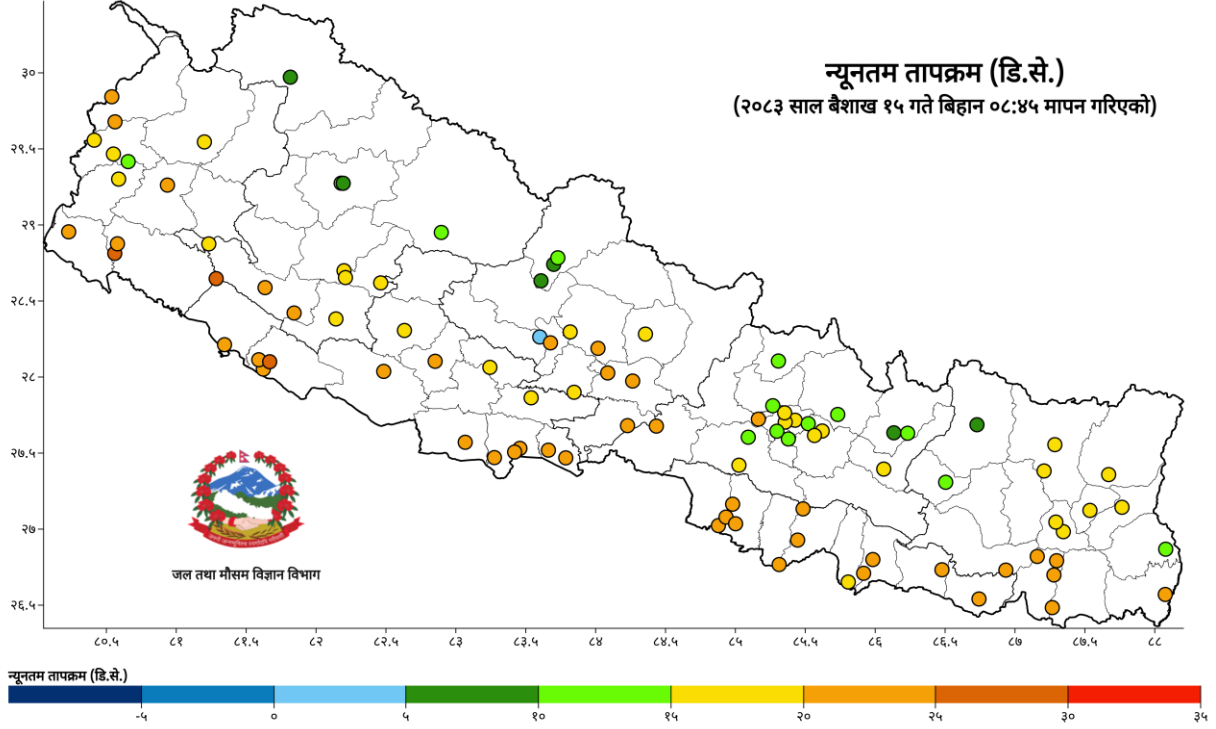 न्यूनतम तापक्रम (डि.से.)
(२०८३ साल बैशाख १५ गते बिहान ०८:४५ मापन गरिएको)
३०
२९.५
२९
२८.५
२८
२७.५
२७
२६.५
जल तथा मौसम विज्ञान विभाग
८०.५ ८१ ८१.५ ८२ ८२.५ ८३ ८३.५ ८४ ८४.५ ८५ ८५.५ ८६ ८६.५ ८७ ८७.५ ८८
न्यूनतम तापक्रम (डि.से.)
-५ ० ५ १० १५ २० २५ ३० ३५